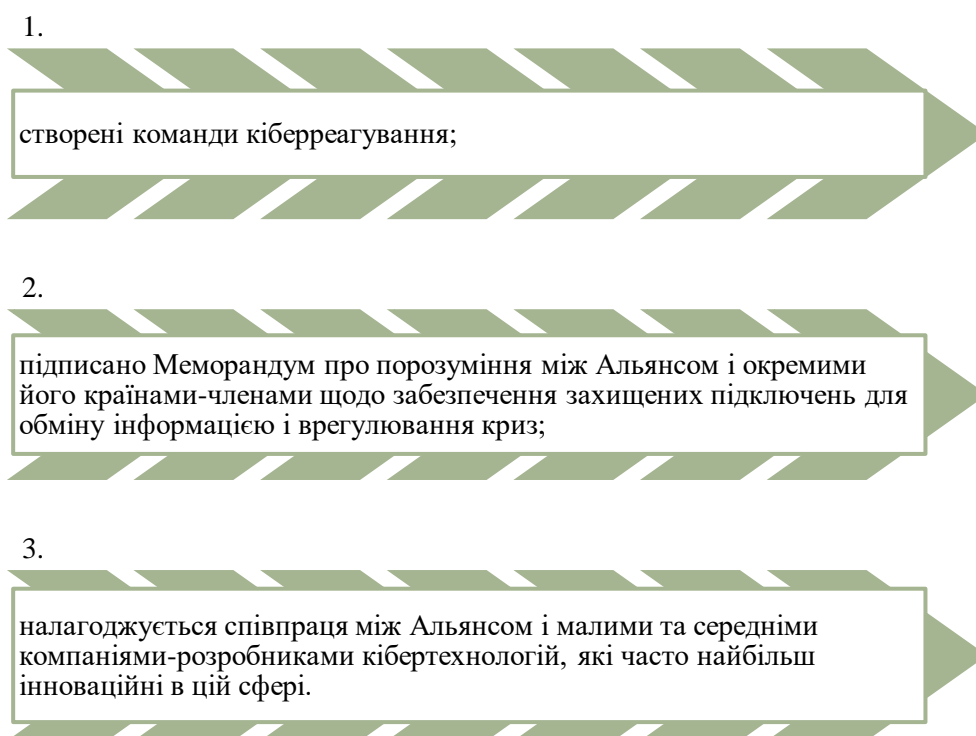 1.
створені команди кіберреагування;
2.
підписано Меморандум про порозуміння між Альянсом і окремими
його країнами-членами щодо забезпечення захищених підключень для
обміну інформацією і врегулювання криз;
3.
налагоджується співпраця між Альянсом і малими та середніми
компаніями-розробниками кібертехнологій, які часто найбільш
інноваційні в цій сфері.